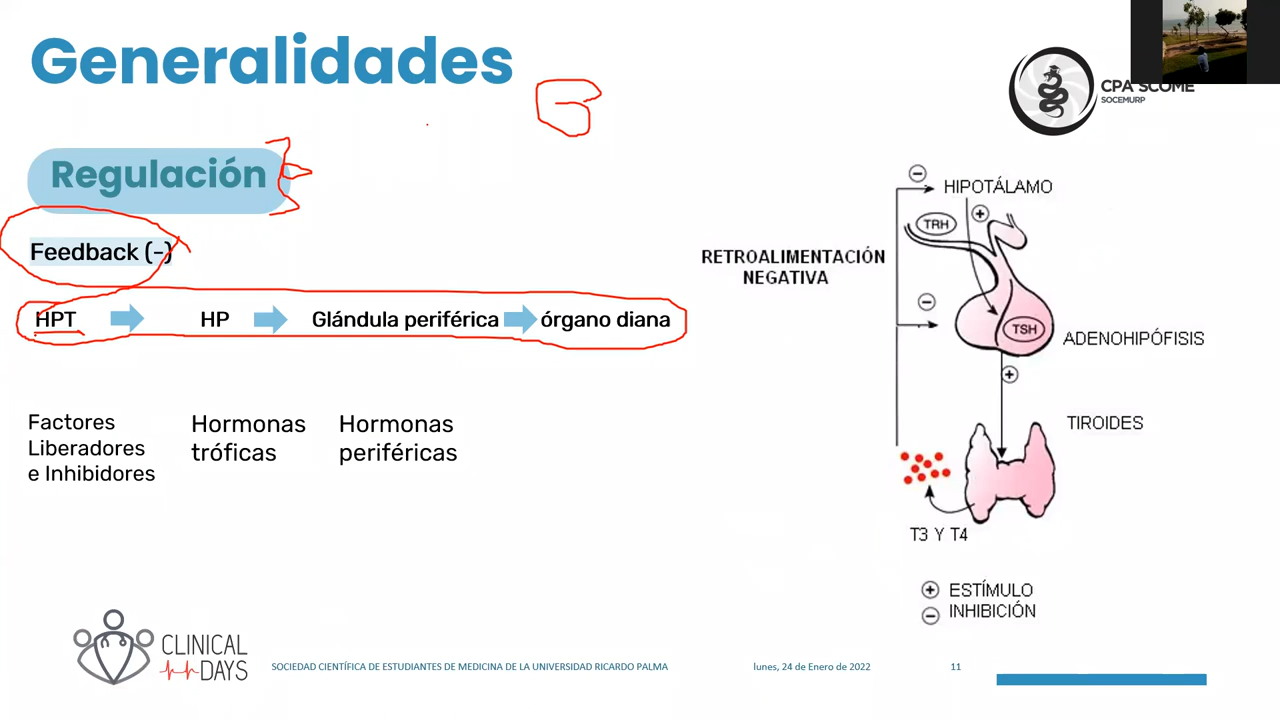 Generalidades
CPA SCOME
SOCEMURP
Regulación
Feedback (-)
HPT
HP
Glándula periférica
órgano diana
Factores
Liberadores
e Inhibidores
Hormonas
tróficas
Hormonas
periféricas
HIPOTÁLAMO
TRH
RETROALIMENTACIÓN
NEGATIVA
TSH
ADENOHIPÓFISIS
TIROIDES
T3 Y T4
ESTÍMULO
INHIBICIÓN
CLINICAL
DAYS
SOCIEDAD CIENTÍFICA DE ESTUDIANTES DE MEDICINA DE LA UNIVERSIDAD RICARDO PALMA
lunes, 24 de Enero de 2022
11